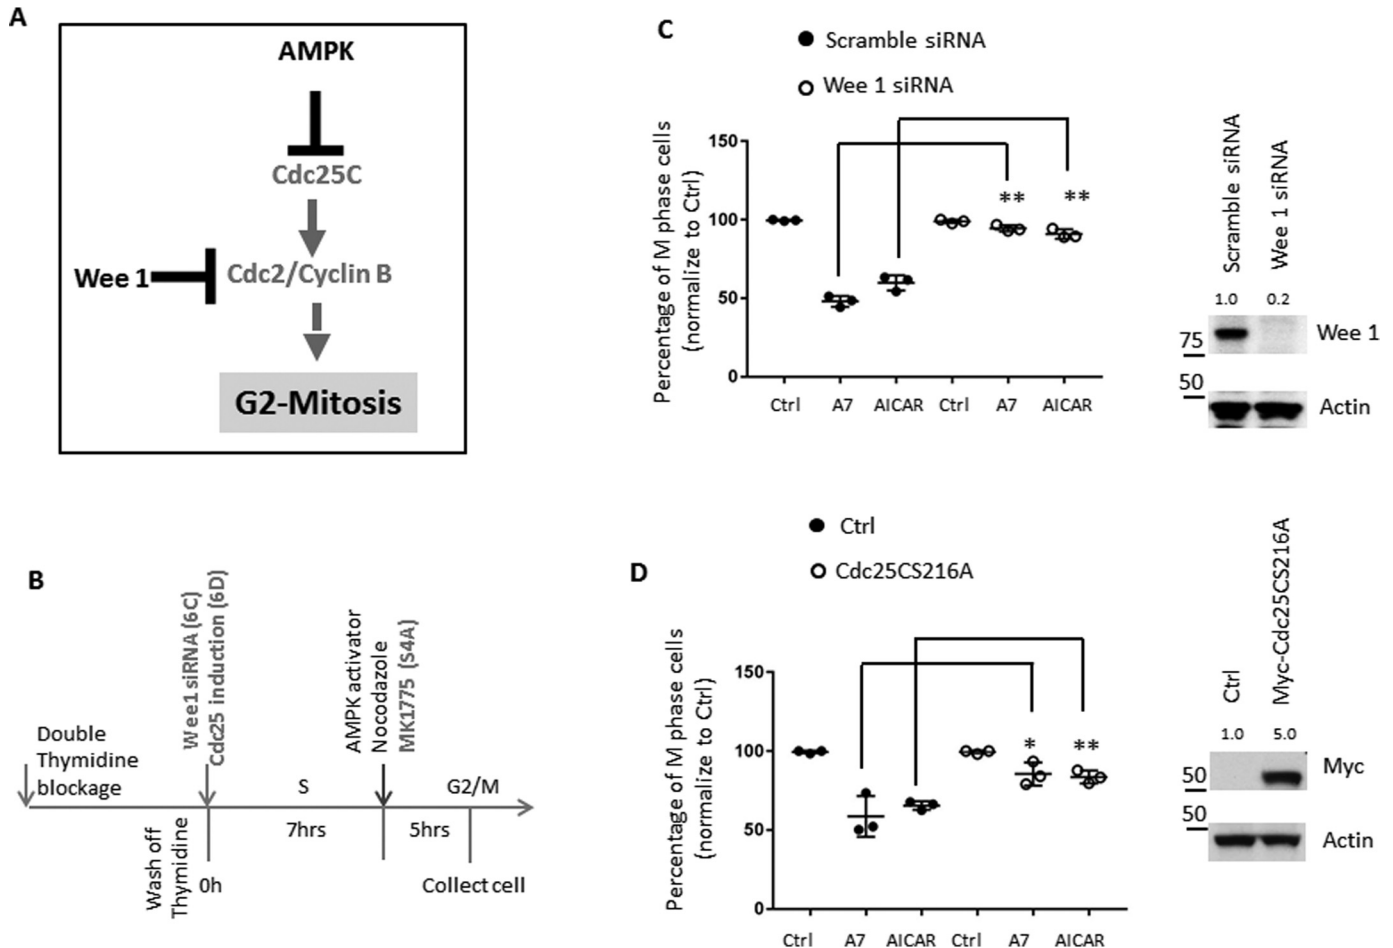 A
AMPK
Cdc25C
Wee 1
Cdc2/Cyclin B
G2-Mitosis
B
Double
Thymidine
blockage
Wee1 siRNA (6C)
Cdc25 induction (6D)
AMPK activator
Nocodazole
MK1775 (S4A)
S
G2/M
7hrs
5hrs
Wash off
Thymidine
0h
Collect cell
C
Scramble siRNA
Wee 1 siRNA
Percentage of M phase cells
(normalize to Ctrl)
150
100
50
0
** **
Ctrl A7 AICAR Ctrl A7 AICAR
Scramble siRNA
Wee 1 siRNA
1.0 0.2
75
Wee 1
50
Actin
D
Ctrl
Cdc25CS216A
Percentage of M phase cells
(normalize to Ctrl)
150
100
50
0
* **
Ctrl A7 AICAR Ctrl A7 AICAR
Ctrl
Myc-Cdc25CS216A
1.0 5.0
50
Myc
50
Actin